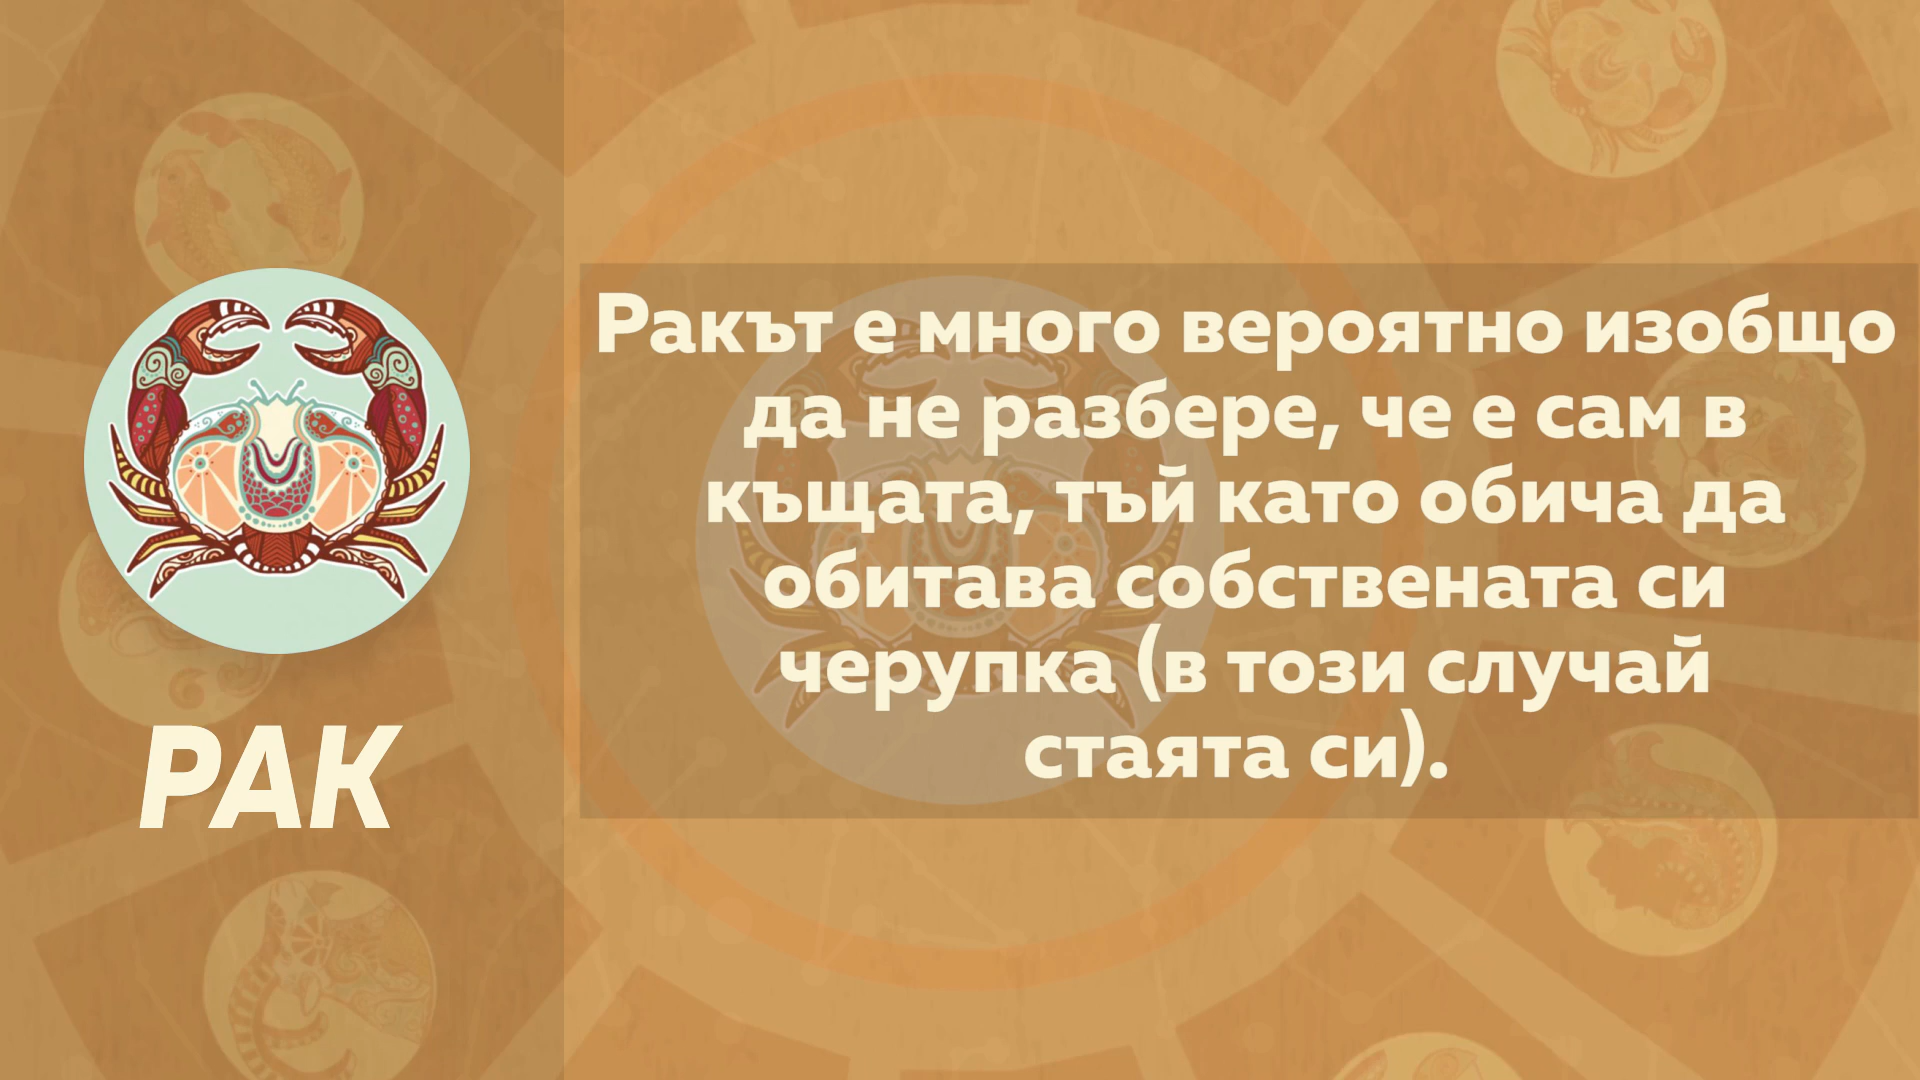 РАК
Ракът е много вероятно изобщо
да не разбере, че е сам в
къщата, тъй като обича да
обитава собствената си
черупка (в този случай
стаята си).